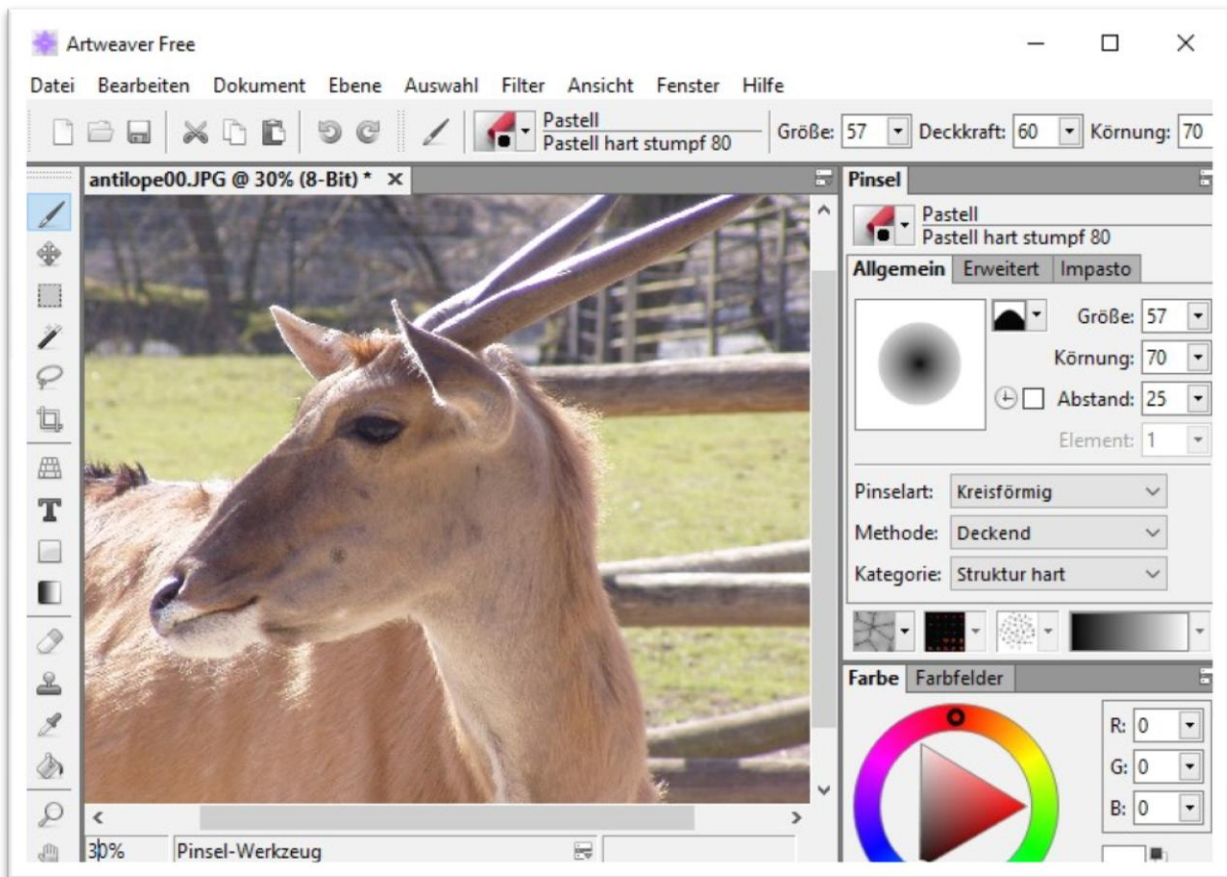 Artweaver Free
Datei Bearbeiten Dokument Ebene Auswahl Filter Ansicht Fenster Hilfe
Pastell
Pastell hart stumpf 80
Größe: 57 Deckkraft: 60 Körnung: 70
antilope00.JPG @ 30% (8-Bit) *
Pinsel
Pastell
Pastell hart stumpf 80
Allgemein Erweitert Impasto
Größe: 57
Körnung: 70
Abstand: 25
Element: 1
Pinselart: Kreisförmig
Methode: Deckend
Kategorie: Struktur hart
T
Farbe Farbfelder
R: 0
G: 0
B: 0
30% Pinsel-Werkzeug